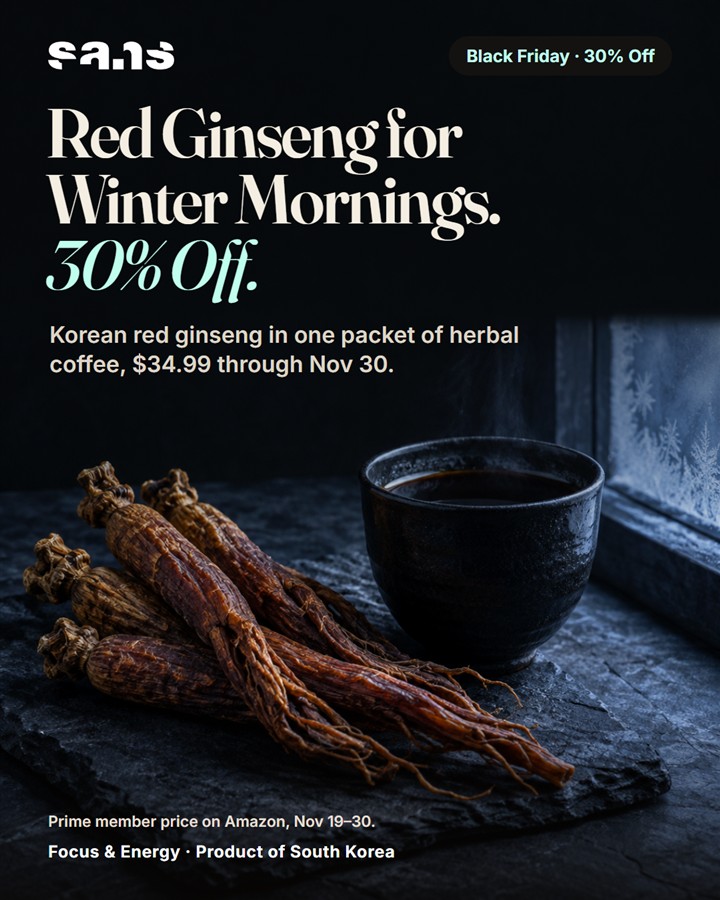 sans
Black Friday · 30% Off
Red Ginseng for
Winter Mornings.
30% Off.
Korean red ginseng in one packet of herbal
coffee, $34.99 through Nov 30.
Prime member price on Amazon, Nov 19–30.
Focus & Energy · Product of South Korea